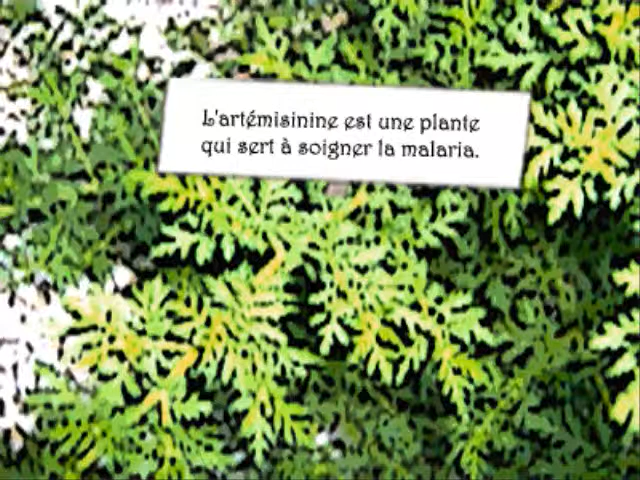 L'artémisinine est une plante
qui sert à soigner la malaria.